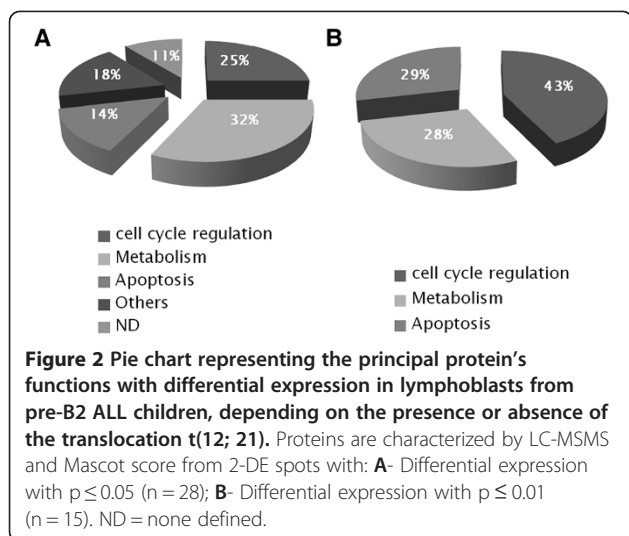 A
B
11%
25%
18%
14%
32%
29%
43%
28%
cell cycle regulation
Metabolism
Apoptosis
Others
ND
cell cycle regulation
Metabolism
Apoptosis
Figure 2 Pie chart representing the principal protein's
functions with differential expression in lymphoblasts from
pre-B2 ALL children, depending on the presence or absence of
the translocation t(12; 21). Proteins are characterized by LC-MSMS
and Mascot score from 2-DE spots with: A- Differential expression
with p ≤ 0.05 (n = 28); B- Differential expression with p ≤ 0.01
(n = 15). ND = none defined.